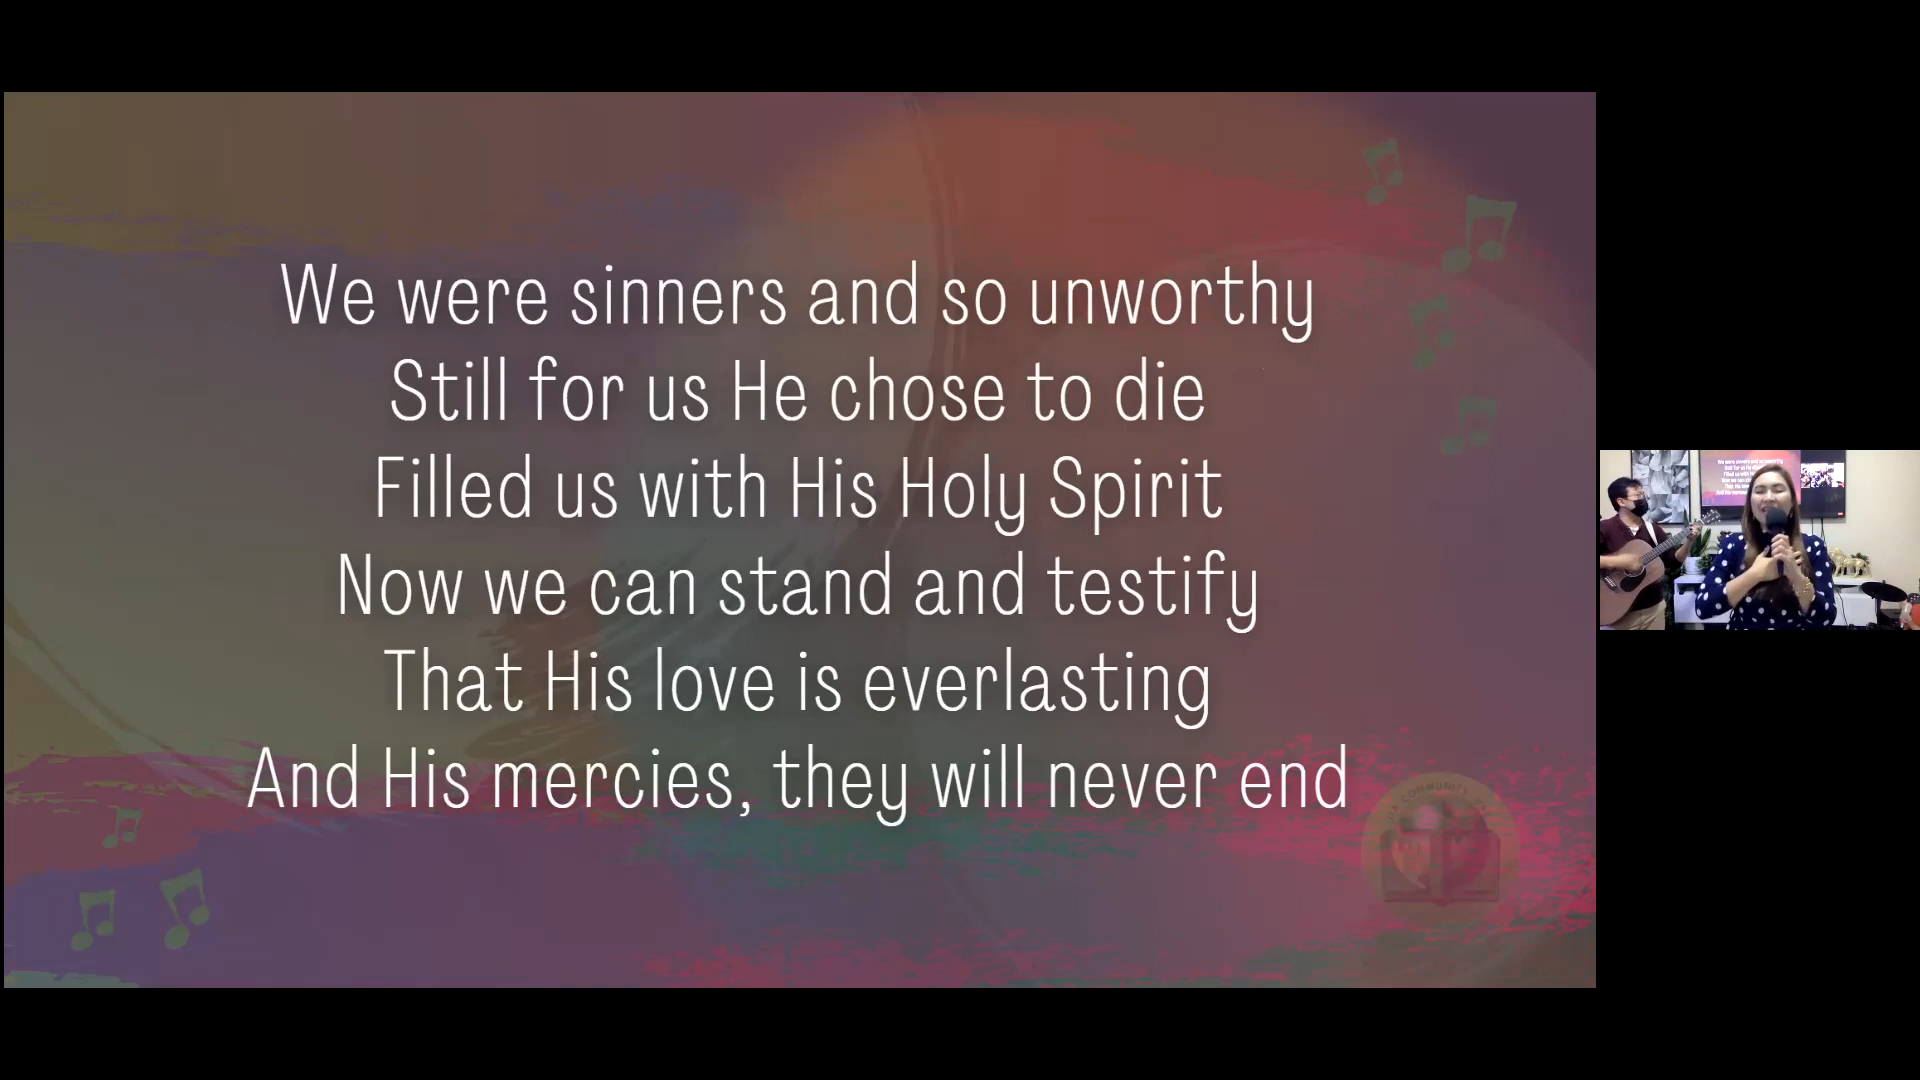 We were sinners and so unworthy
Still for us He chose to die
Filled us with His Holy Spirit
Now we can stand and testify
That His love is everlasting
And His mercies, they will never end
COMMUNITY